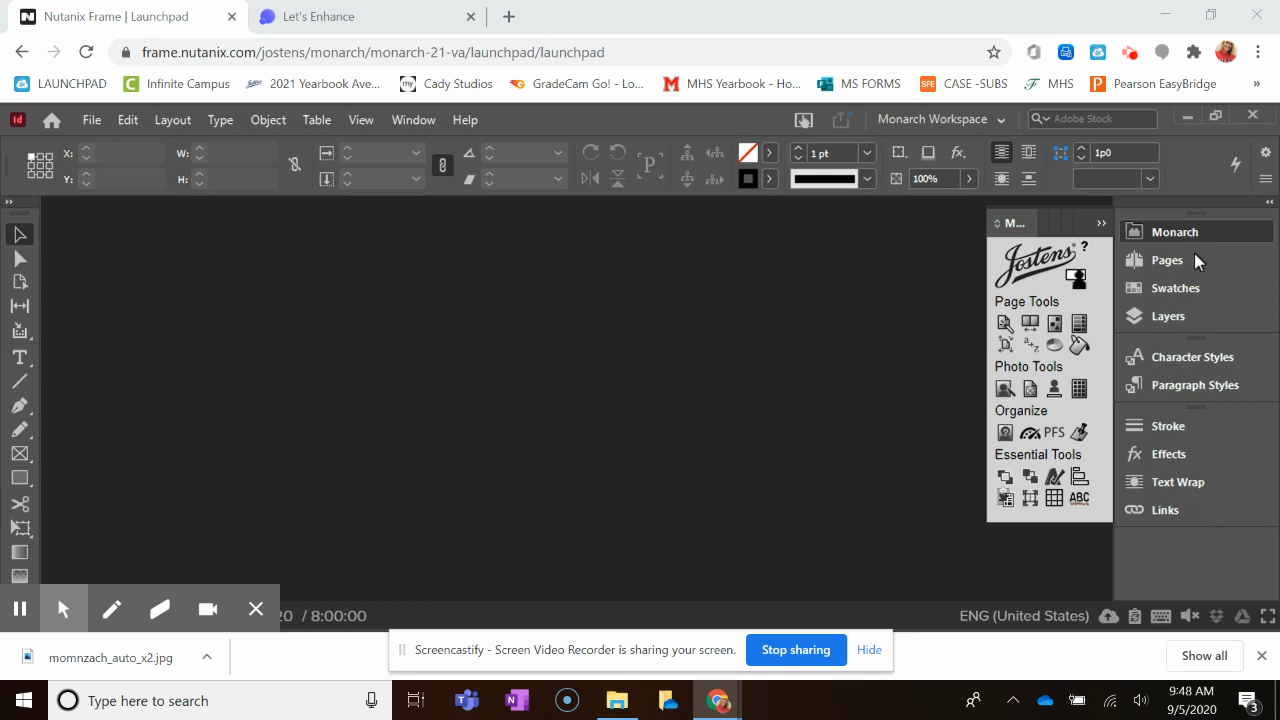 Nutanix Frame | Launchpad
Let's Enhance
frame.nutanix.com/jostens/monarch/monarch-21-va/launchpad/launchpad
LAUNCHPAD
Infinite Campus
2021 Yearbook Ave...
my Cady Studios
GradeCam Go! - Lo...
MHS Yearbook - Ho...
MS FORMS
SFE CASE -SUBS
MHS
Pearson EasyBridge
»
Id File Edit Layout Type Object Table View Window Help
Monarch Workspace
Adobe Stock
X:
W:
1 pt
1p0
Y:
H:
100%
M...
Jostens ?
Page Tools
a-z
Photo Tools
Organize
PFS
Essential Tools
ABC
Monarch
Pages
Swatches
Layers
Character Styles
Paragraph Styles
Stroke
fx Effects
Text Wrap
Links
20 / 8:00:00
ENG (United States)
Screencastify - Screen Video Recorder is sharing your screen.
Stop sharing
Hide
momnzach_auto_x2.jpg
Show all
Type here to search
9:48 AM
9/5/2020
3